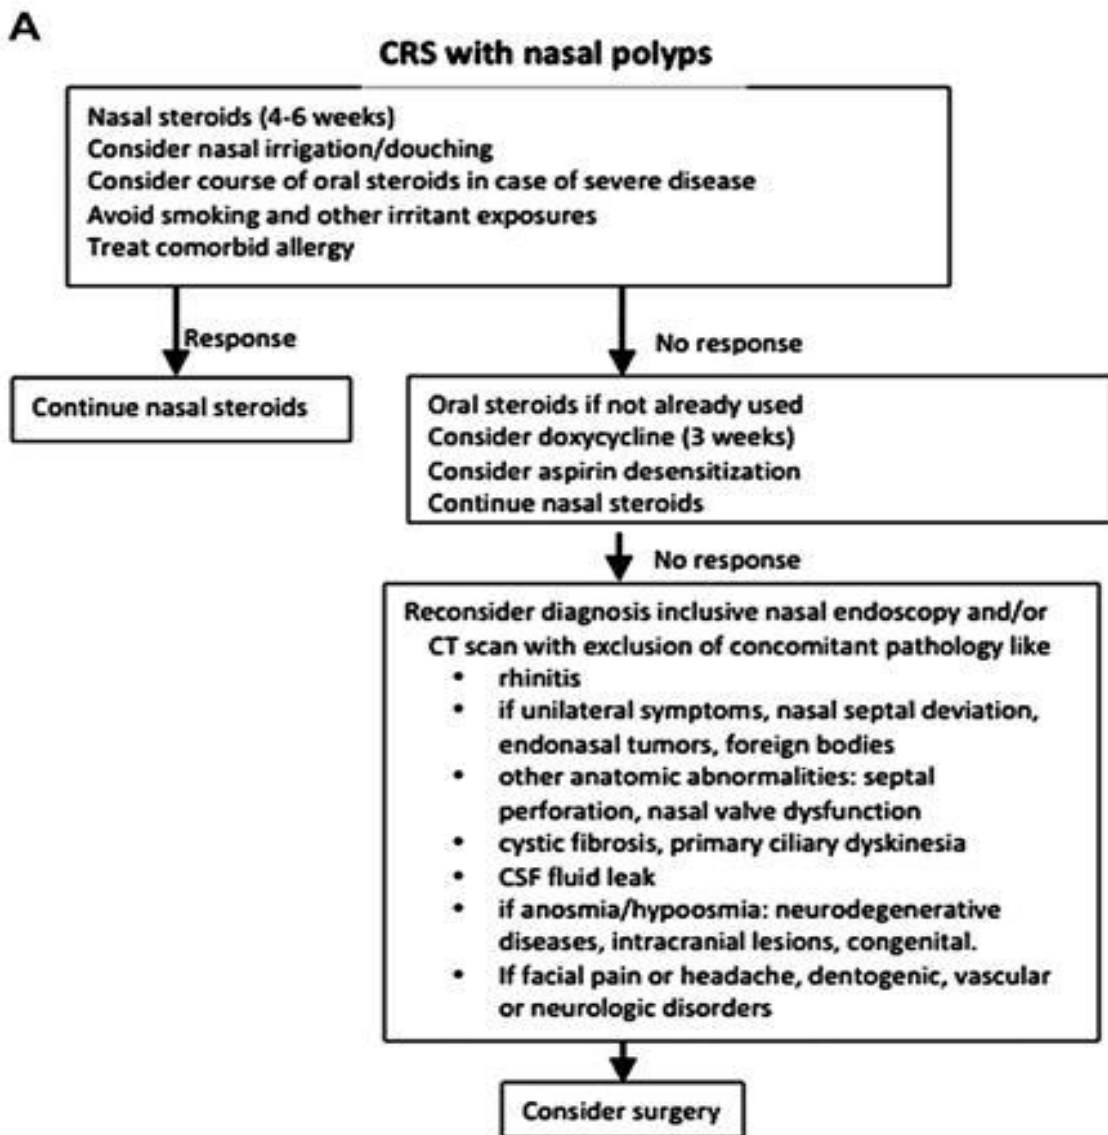 A
CRS with nasal polyps
Nasal steroids (4-6 weeks)
Consider nasal irrigation/douching
Consider course of oral steroids in case of severe disease
Avoid smoking and other irritant exposures
Treat comorbid allergy
Response
No response
Continue nasal steroids
Oral steroids if not already used
Consider doxycycline (3 weeks)
Consider aspirin desensitization
Continue nasal steroids
No response
Reconsider diagnosis inclusive nasal endoscopy and/or
CT scan with exclusion of concomitant pathology like
• rhinitis
• if unilateral symptoms, nasal septal deviation,
endonasal tumors, foreign bodies
• other anatomic abnormalities: septal
perforation, nasal valve dysfunction
• cystic fibrosis, primary ciliary dyskinesia
• CSF fluid leak
• if anosmia/hypoosmia: neurodegenerative
diseases, intracranial lesions, congenital.
• If facial pain or headache, dentogenic, vascular
or neurologic disorders
Consider surgery